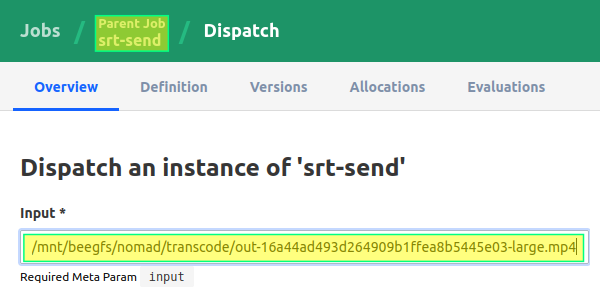 Jobs / Parent Job srt-send / Dispatch
Overview Definition Versions Allocations Evaluations
Dispatch an instance of 'srt-send'
Input *
/mnt/beegfs/nomad/transcode/out-16a44ad493d264909b1ffea8b5445e03-large.mp4
Required Meta Param input